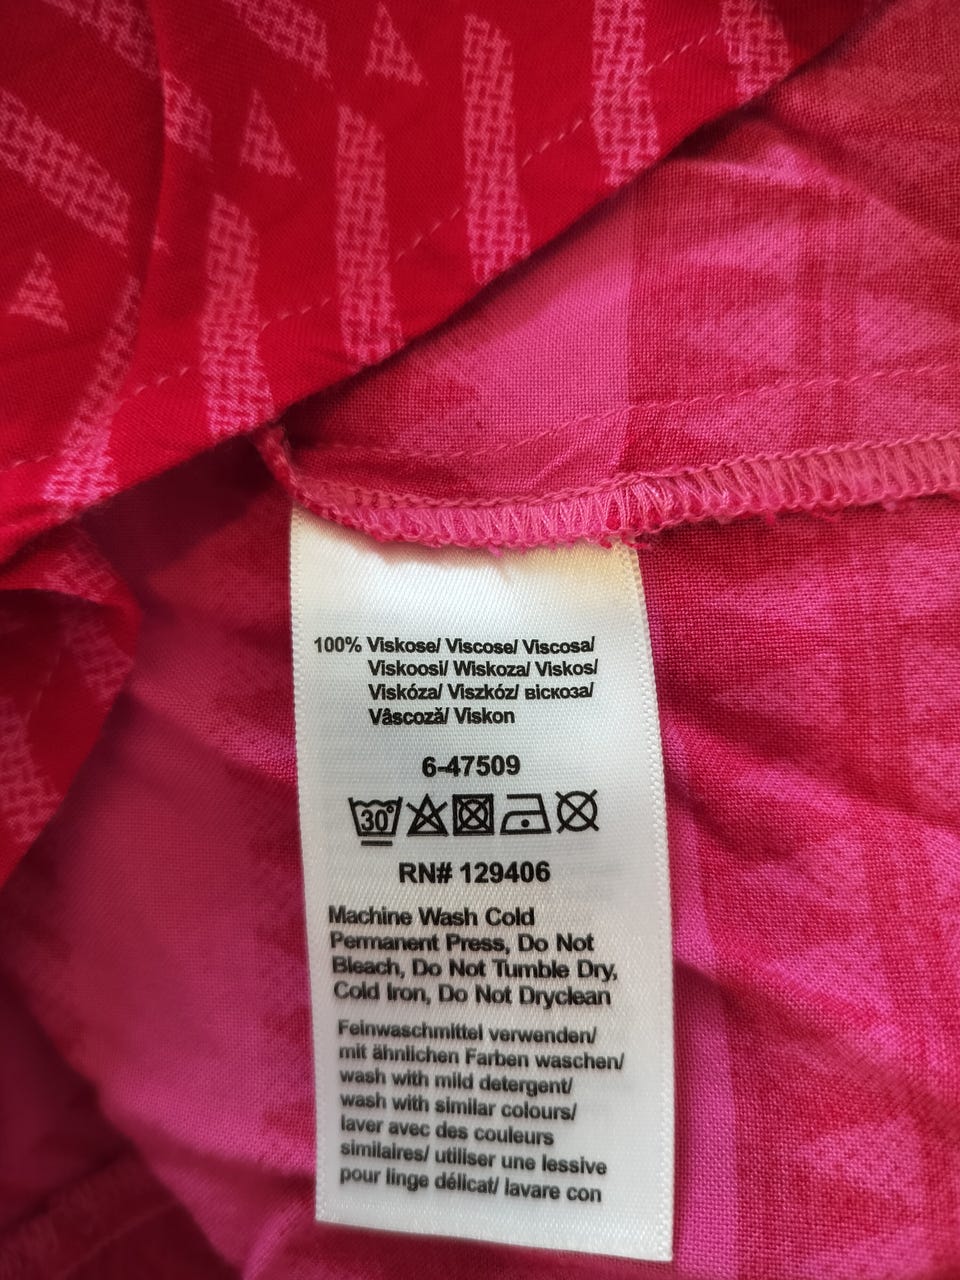 100% Viskose/ Viscose/ Viscosa/
Viskoosi/ Wiskoza/ Viskos/
Viskóza/ Viszkóz/ віскоза/
Vâscoză/ Viskon
6-47509
30°
RN# 129406
Machine Wash Cold
Permanent Press, Do Not
Bleach, Do Not Tumble Dry,
Cold Iron, Do Not Dryclean
Feinwaschmittel verwenden/
mit ähnlichen Farben waschen/
wash with mild detergent/
wash with similar colours/
laver avec des couleurs
similaires/ utiliser une lessive
pour linge délicat/ lavare con